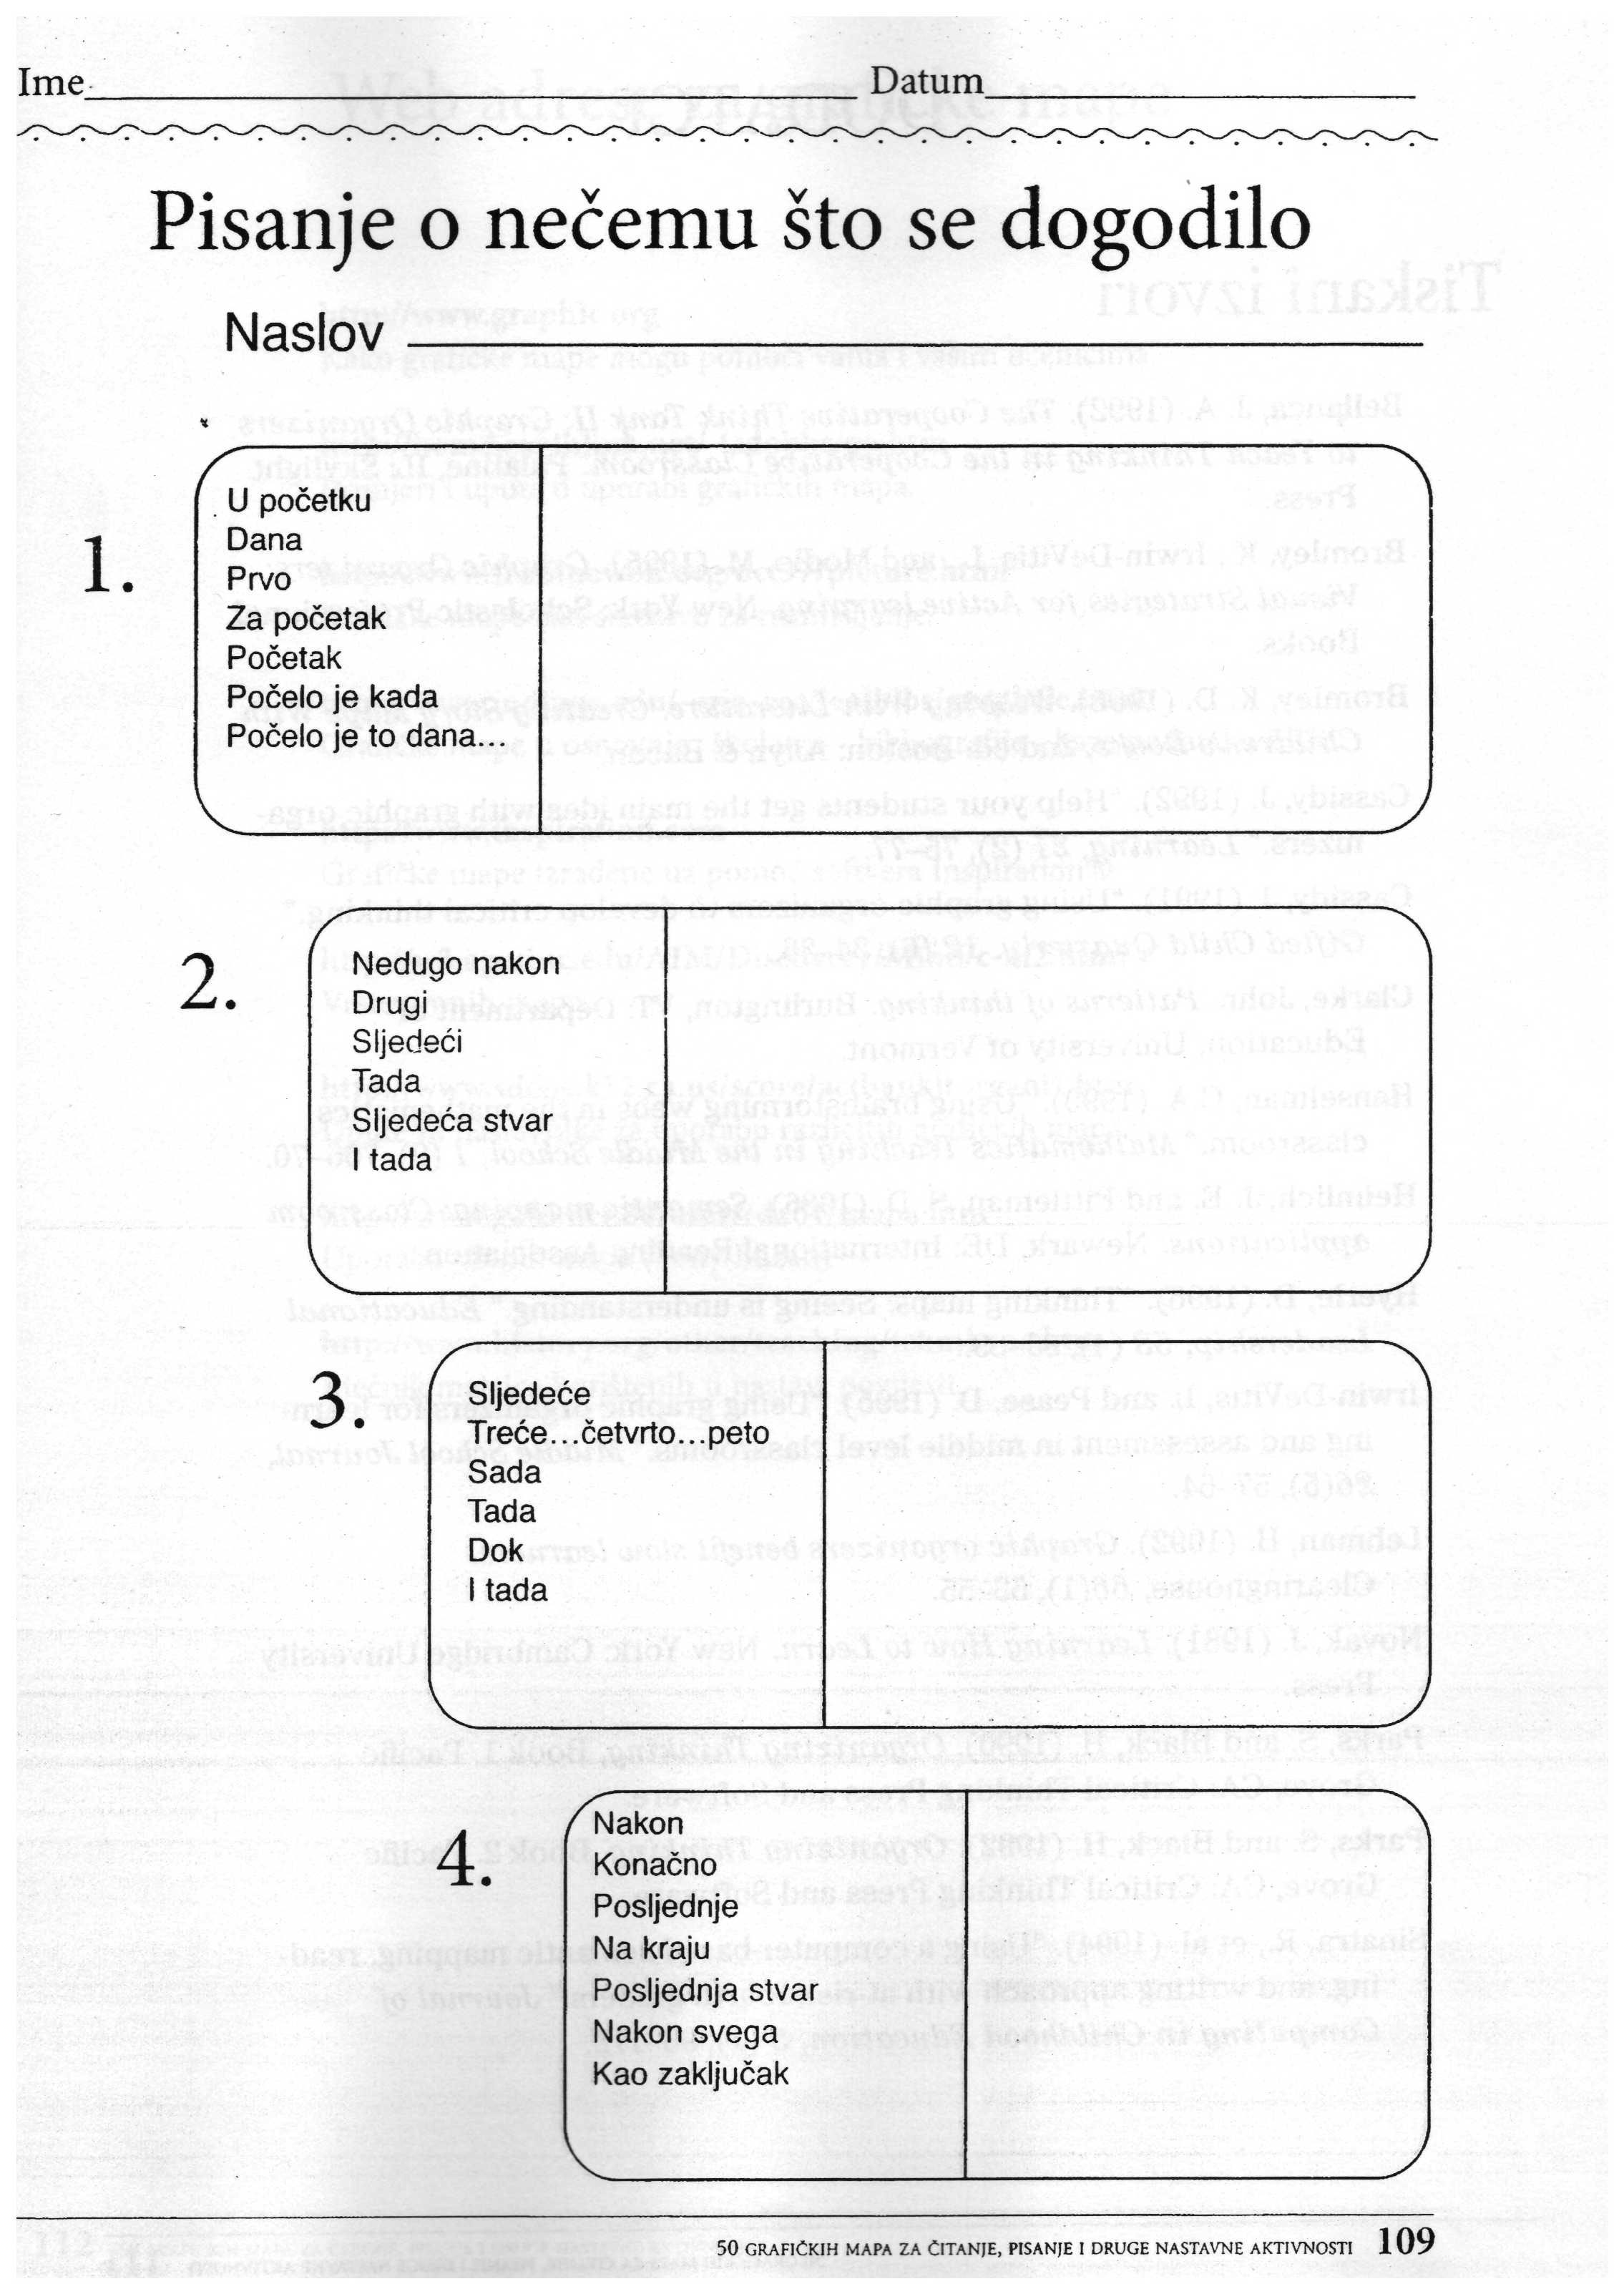 Ime Datum
Pisanje o nečemu što se dogodilo
Naslov
1.
U početku
Dana
Prvo
Za početak
Početak
Počelo je kada
Počelo je to dana...
2.
Nedugo nakon
Drugi
Sljedeći
Tada
Sljedeća stvar
I tada
3.
Sljedeće
Treće...četvrto...peto
Sada
Tada
Dok
I tada
4.
Nakon
Konačno
Posljednje
Na kraju
Posljednja stvar
Nakon svega
Kao zaključak
50 GRAFIČKIH MAPA ZA ČITANJE, PISANJE I DRUGE NASTAVNE AKTIVNOSTI 109